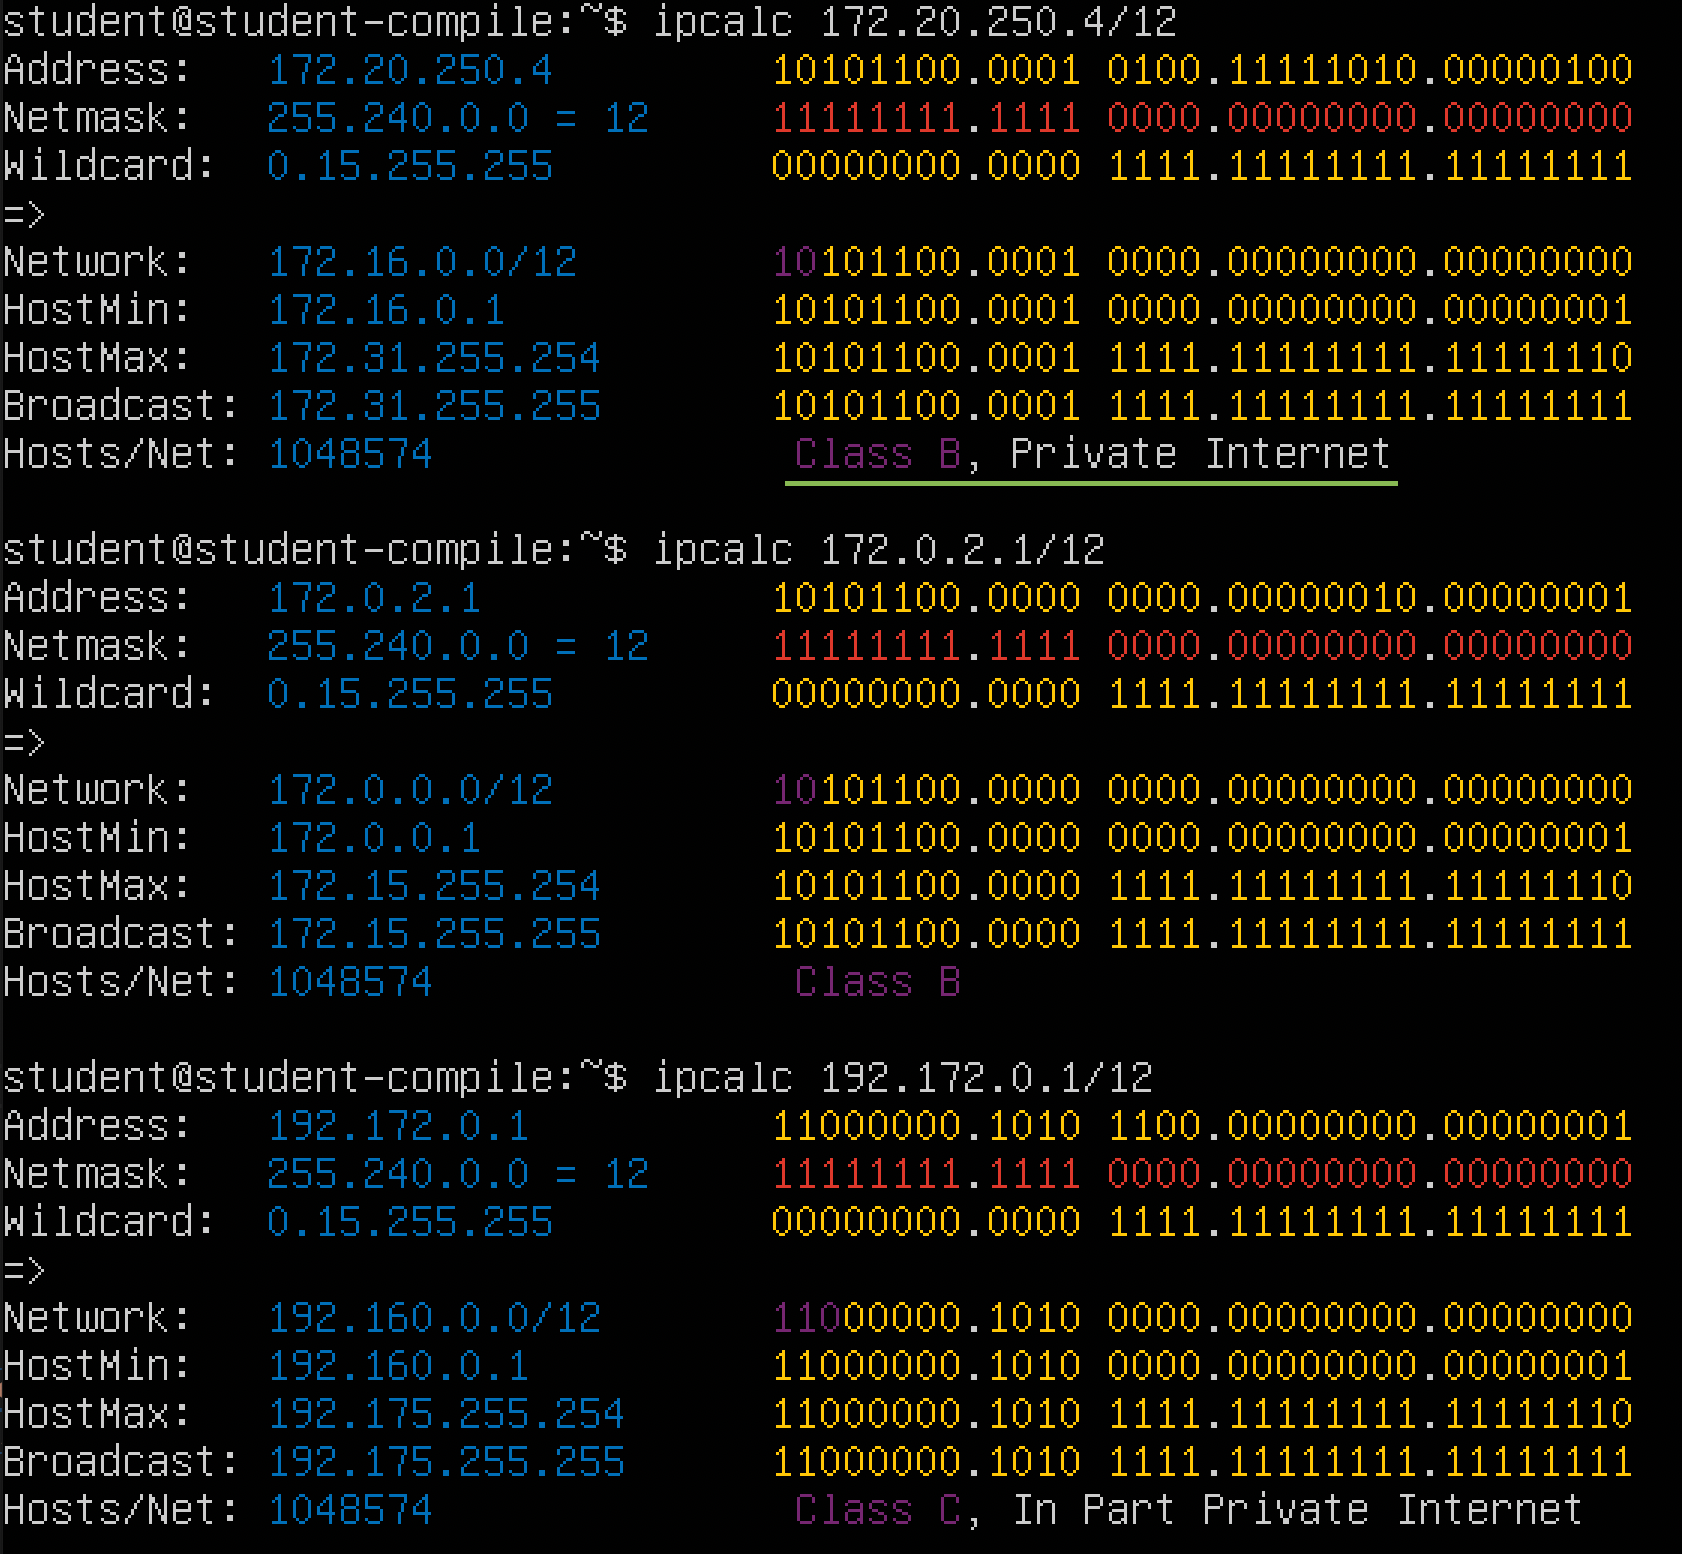 student@student-compile:~$ ipcalc 172.20.250.4/12
Address:   172.20.250.4         10101100.0001 0100.11111010.00000100
Netmask:   255.240.0.0 = 12     11111111.1111 0000.00000000.00000000
Wildcard:  0.15.255.255         00000000.0000 1111.11111111.11111111
=>
Network:   172.16.0.0/12        10101100.0001 0000.00000000.00000000
HostMin:   172.16.0.1           10101100.0001 0000.00000000.00000001
HostMax:   172.31.255.254       10101100.0001 1111.11111111.11111110
Broadcast: 172.31.255.255       10101100.0001 1111.11111111.11111111
Hosts/Net: 1048574               Class B, Private Internet
student@student-compile:~$ ipcalc 172.0.2.1/12
Address:   172.0.2.1            10101100.0000 0000.00000010.00000001
Netmask:   255.240.0.0 = 12     11111111.1111 0000.00000000.00000000
Wildcard:  0.15.255.255         00000000.0000 1111.11111111.11111111
=>
Network:   172.0.0.0/12         10101100.0000 0000.00000000.00000000
HostMin:   172.0.0.1            10101100.0000 0000.00000000.00000001
HostMax:   172.15.255.254       10101100.0000 1111.11111111.11111110
Broadcast: 172.15.255.255       10101100.0000 1111.11111111.11111111
Hosts/Net: 1048574               Class B
student@student-compile:~$ ipcalc 192.172.0.1/12
Address:   192.172.0.1          11000000.1010 1100.00000000.00000001
Netmask:   255.240.0.0 = 12     11111111.1111 0000.00000000.00000000
Wildcard:  0.15.255.255         00000000.0000 1111.11111111.11111111
=>
Network:   192.160.0.0/12       11000000.1010 0000.00000000.00000000
HostMin:   192.160.0.1          11000000.1010 0000.00000000.00000001
HostMax:   192.175.255.254      11000000.1010 1111.11111111.11111110
Broadcast: 192.175.255.255      11000000.1010 1111.11111111.11111111
Hosts/Net: 1048574               Class C, In Part Private Internet